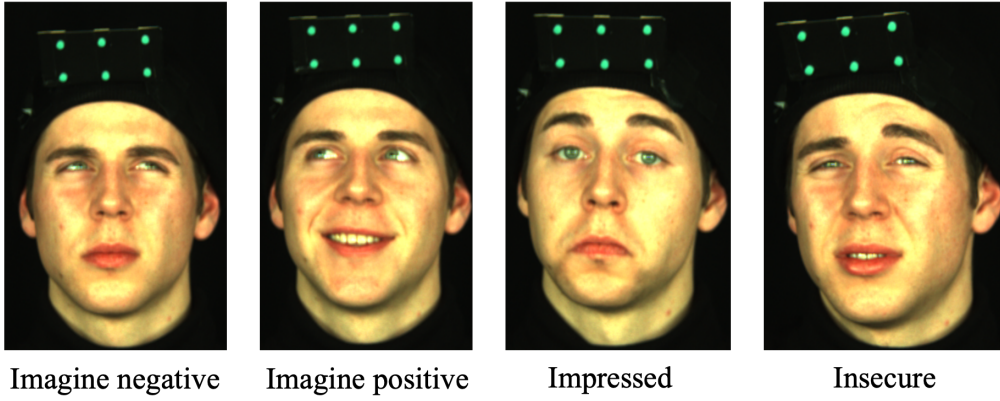 Imagine negative
Imagine positive
Impressed
Insecure